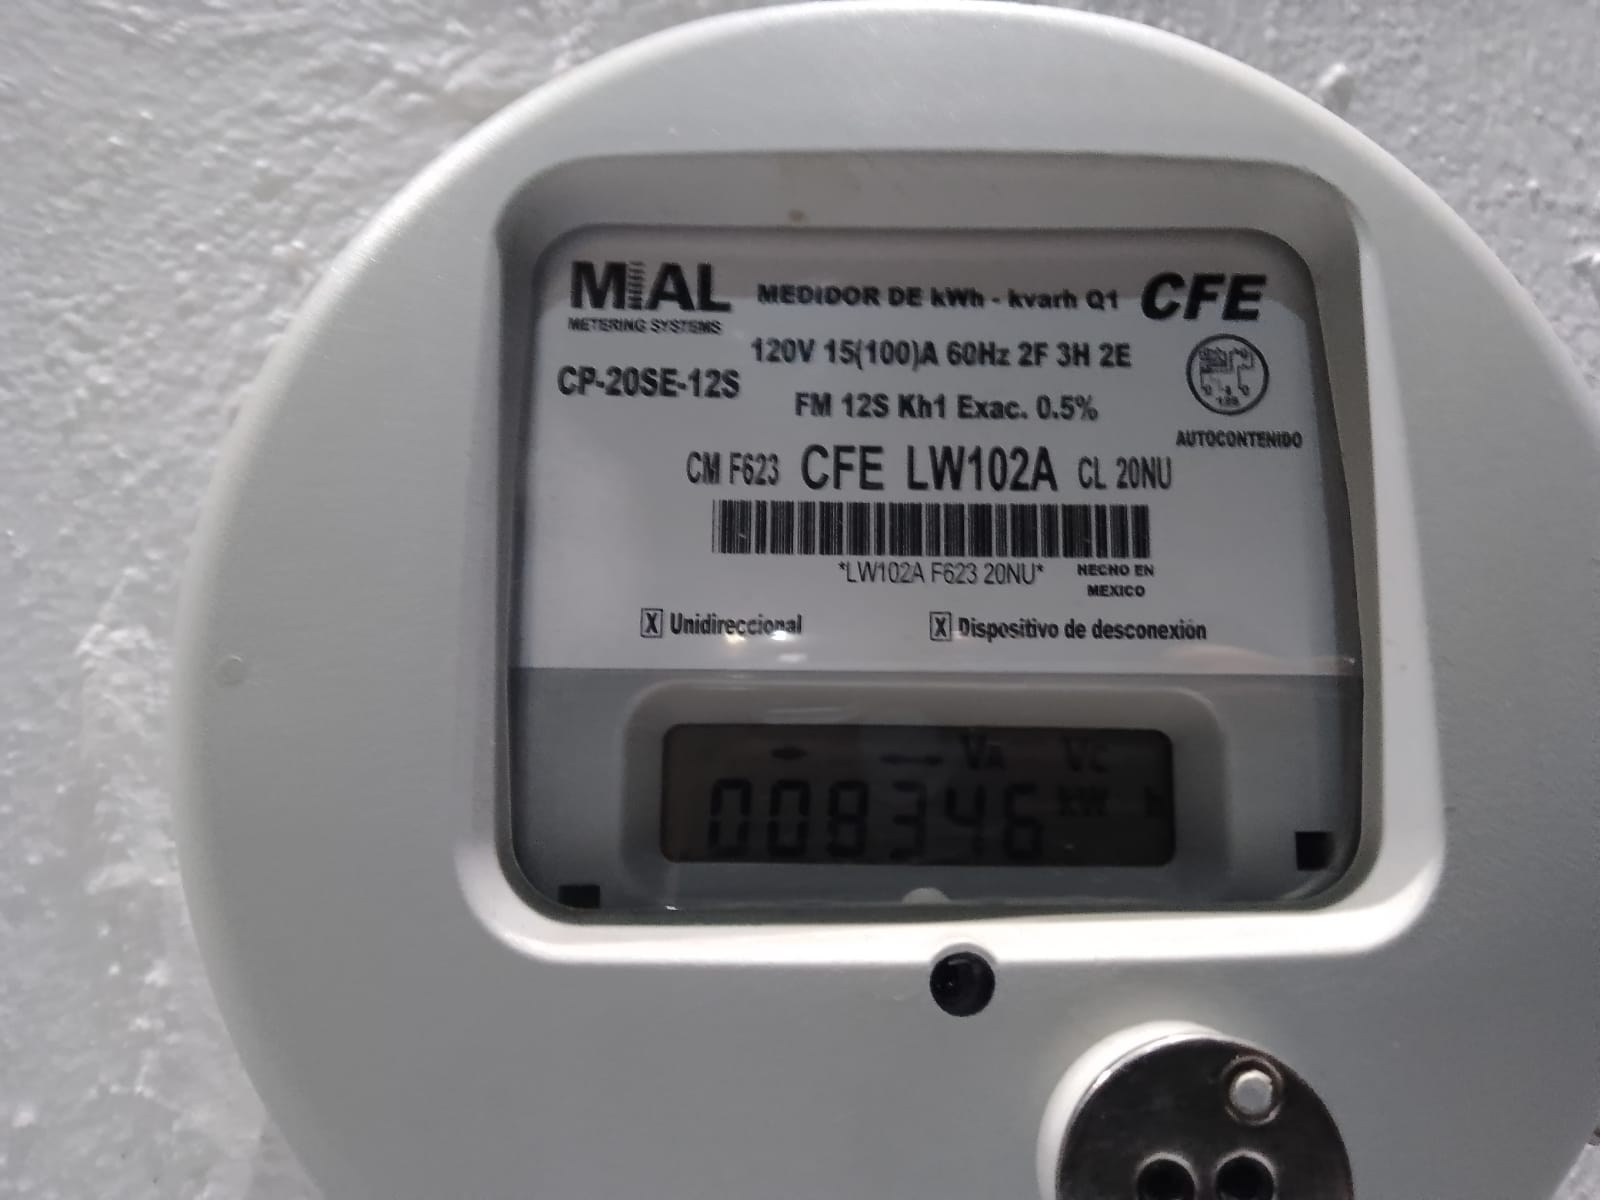 MIAL
METERING SYSTEMS
MEDIDOR DE kWh - kvarh Q1
CFE
120V 15(100)A 60Hz 2F 3H 2E
CP-20SE-12S
FM 12S Kh1 Exac. 0.5%
AUTOCONTENIDO
CM F623 CFE LW102A CL 20NU
*LW102A F623 20NU*
HECHO EN
MEXICO
X Unidireccional
X Dispositivo de desconexión
VA VC
008346 kW h